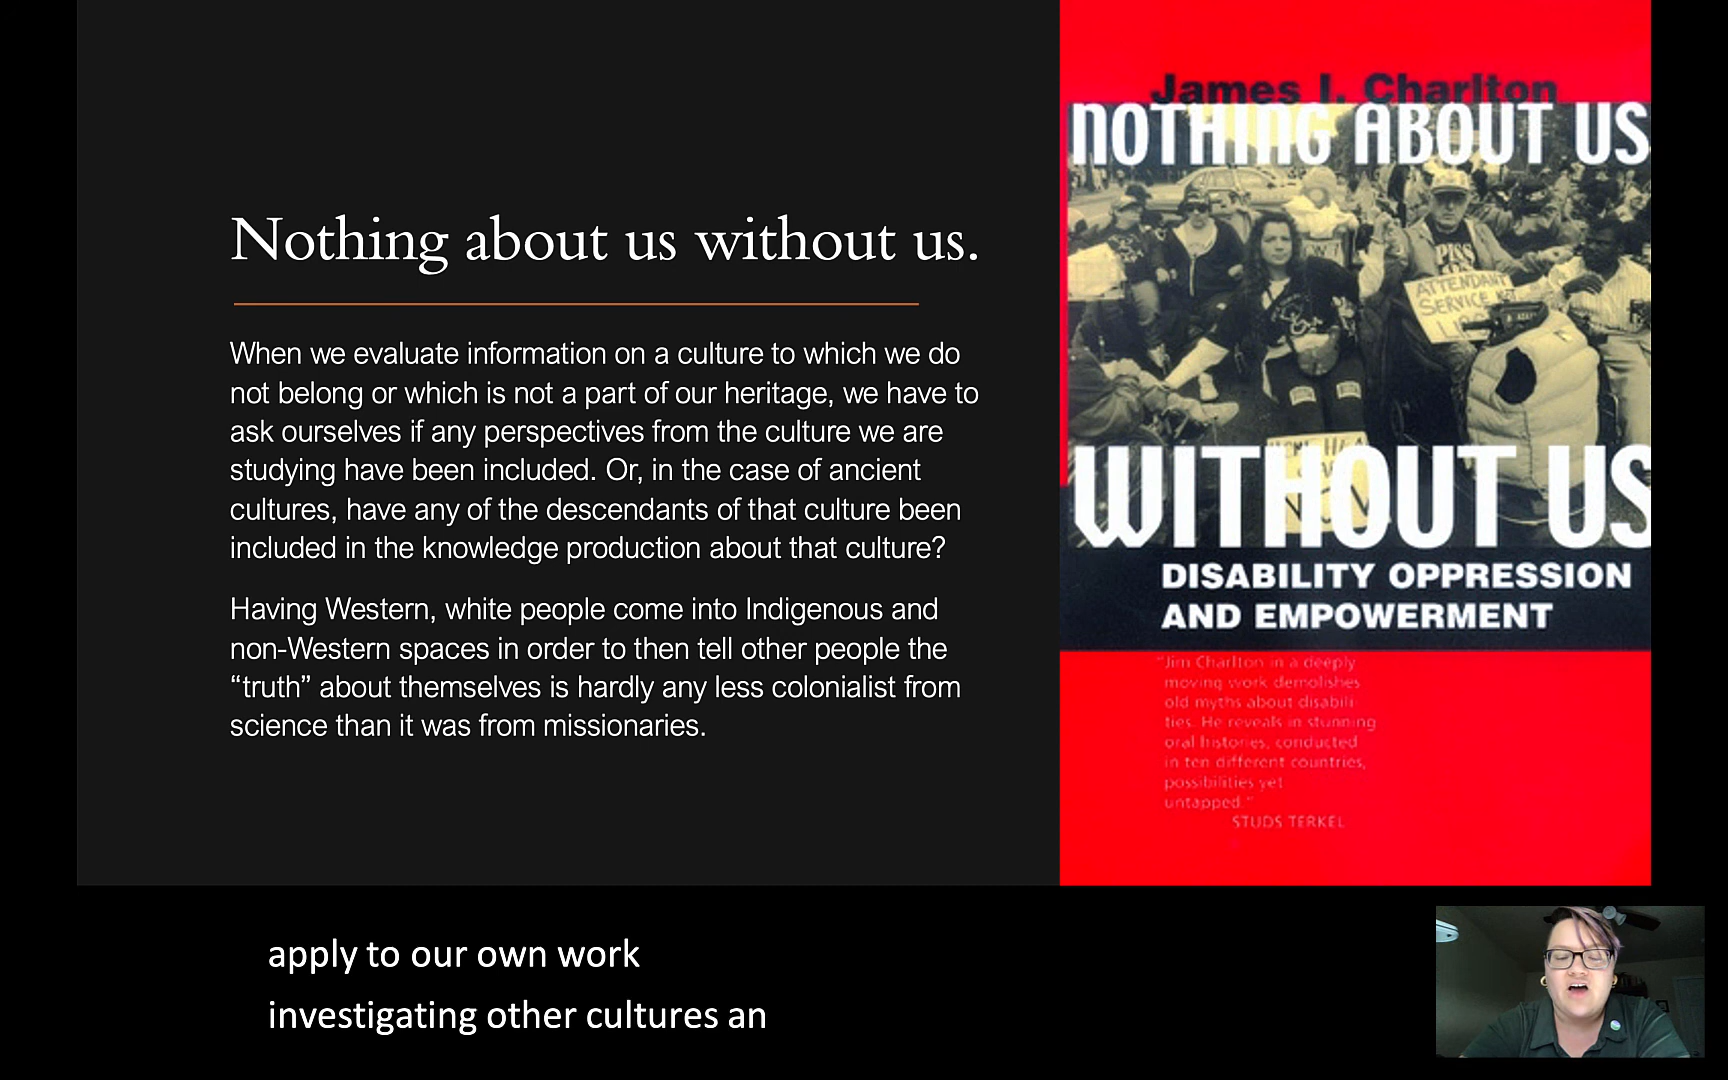 Nothing about us without us.
When we evaluate information on a culture to which we do
not belong or which is not a part of our heritage, we have to
ask ourselves if any perspectives from the culture we are
studying have been included. Or, in the case of ancient
cultures, have any of the descendants of that culture been
included in the knowledge production about that culture?
Having Western, white people come into Indigenous and
non-Western spaces in order to then tell other people the
“truth” about themselves is hardly any less colonialist from
science than it was from missionaries.
James I. Charlton
NOTHING ABOUT US
PISS
ATTENDANT
SERVICE
WITHOUT US
DISABILITY OPPRESSION
AND EMPOWERMENT
"Jim Charlton in a deeply
moving work demolishes
old myths about disabili
ties. He reveals in stunning
oral histories, conducted
in ten different countries,
possibilities yet
untapped."
STUDS TERKEL
apply to our own work
investigating other cultures an